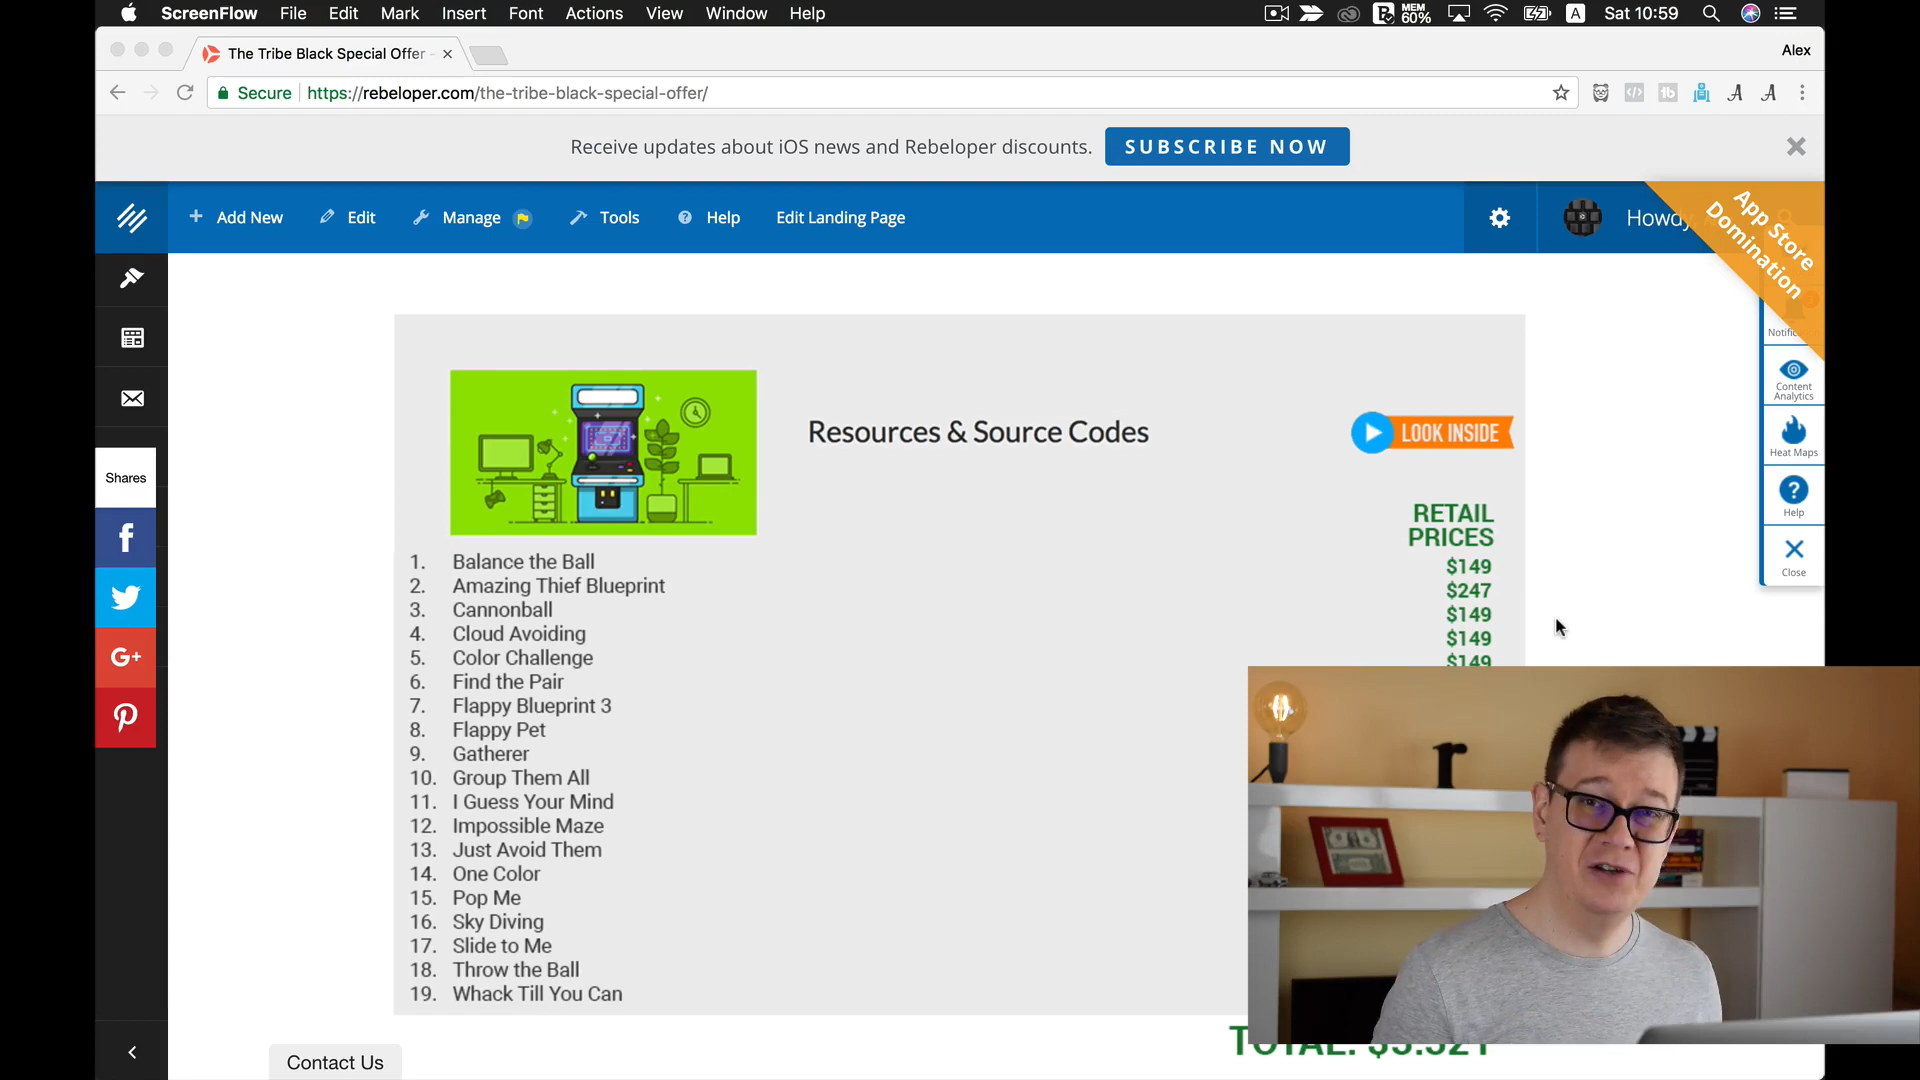 ScreenFlow File Edit Mark Insert Font Actions View Window Help MEM 60% A Sat 10:59
The Tribe Black Special Offer - Alex
Secure https://rebeloper.com/the-tribe-black-special-offer/
Receive updates about iOS news and Rebeloper discounts. SUBSCRIBE NOW
Add New Edit Manage Tools Help Edit Landing Page Howdy,
App Store
Domination
Content
Analytics
Heat Maps
Help
Close
Shares
Resources & Source Codes
LOOK INSIDE
RETAIL
PRICES
1. Balance the Ball $149
2. Amazing Thief Blueprint $247
3. Cannonball $149
4. Cloud Avoiding $149
5. Color Challenge $149
6. Find the Pair
7. Flappy Blueprint 3
8. Flappy Pet
9. Gatherer
10. Group Them All
11. I Guess Your Mind
12. Impossible Maze
13. Just Avoid Them
14. One Color
15. Pop Me
16. Sky Diving
17. Slide to Me
18. Throw the Ball
19. Whack Till You Can
TOTAL:
Contact Us